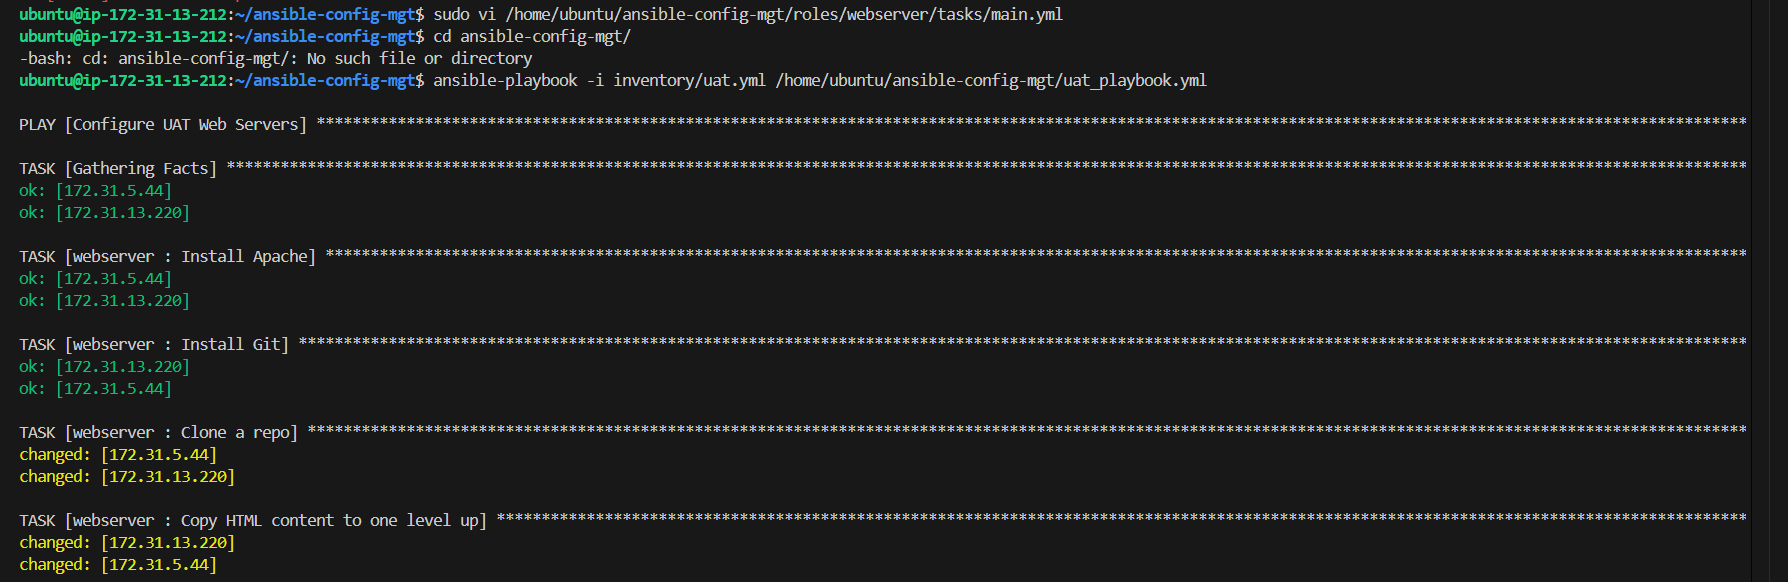 ubuntu@ip-172-31-13-212:~/ansible-config-mgt$ sudo vi /home/ubuntu/ansible-config-mgt/roles/webserver/tasks/main.yml
ubuntu@ip-172-31-13-212:~/ansible-config-mgt$ cd ansible-config-mgt/
-bash: cd: ansible-config-mgt/: No such file or directory
ubuntu@ip-172-31-13-212:~/ansible-config-mgt$ ansible-playbook -i inventory/uat.yml /home/ubuntu/ansible-config-mgt/uat_playbook.yml
PLAY [Configure UAT Web Servers] ***************************************************************************************************************************************************************
TASK [Gathering Facts] *************************************************************************************************************************************************************************
ok: [172.31.5.44]
ok: [172.31.13.220]
TASK [webserver : Install Apache] **************************************************************************************************************************************************************
ok: [172.31.5.44]
ok: [172.31.13.220]
TASK [webserver : Install Git] *****************************************************************************************************************************************************************
ok: [172.31.13.220]
ok: [172.31.5.44]
TASK [webserver : Clone a repo] ****************************************************************************************************************************************************************
changed: [172.31.5.44]
changed: [172.31.13.220]
TASK [webserver : Copy HTML content to one level up] *******************************************************************************************************************************************
changed: [172.31.13.220]
changed: [172.31.5.44]